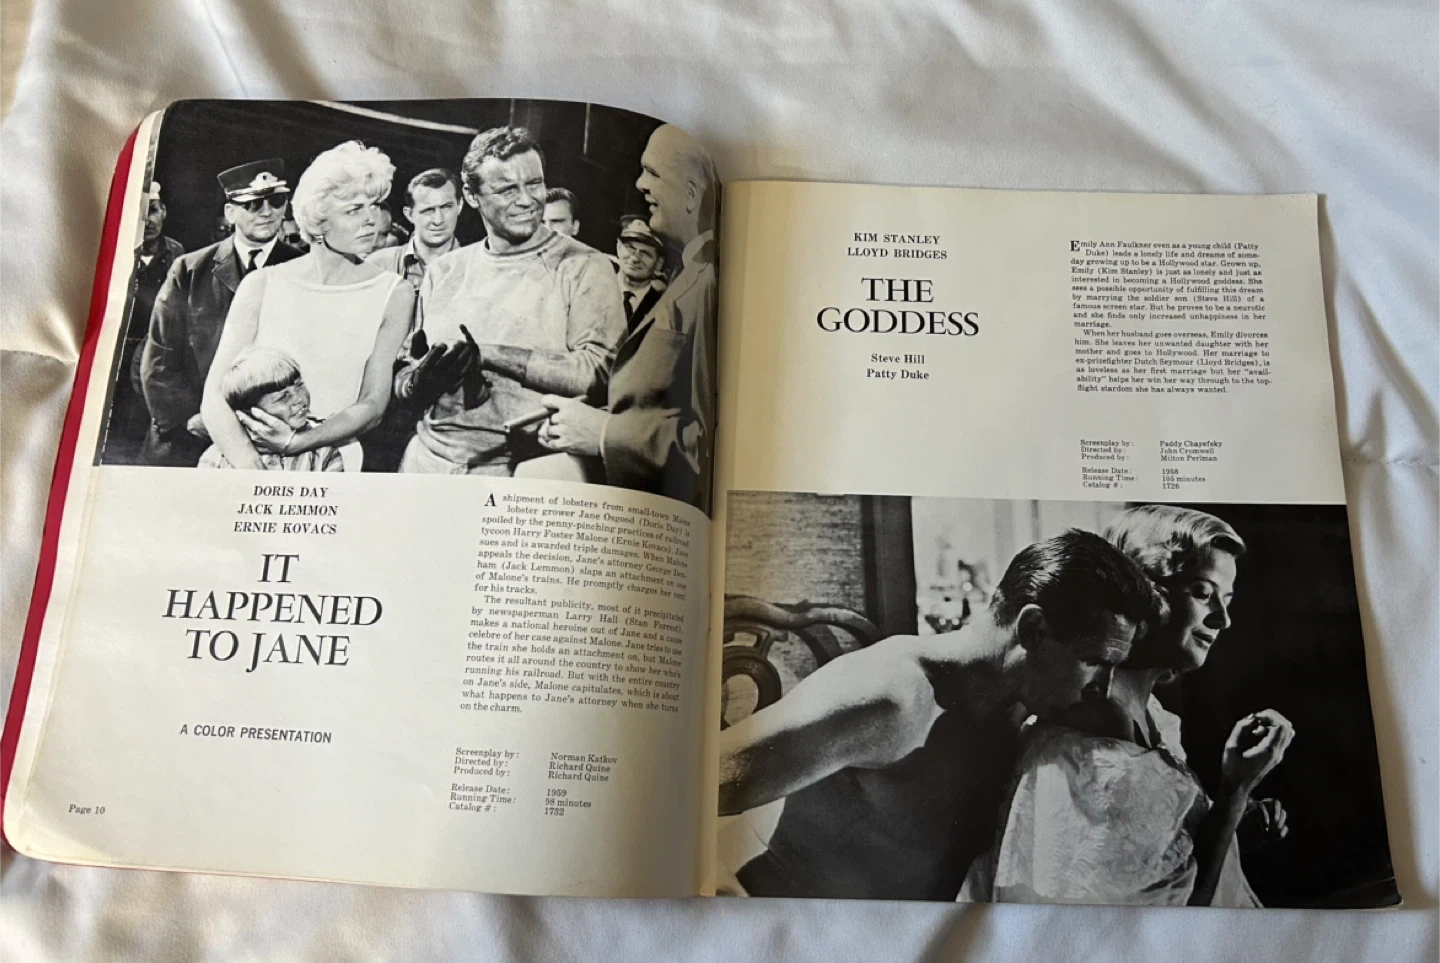 DORIS DAY
JACK LEMMON
ERNIE KOVACS
IT
HAPPENED
TO JANE
A COLOR PRESENTATION
A shipment of lobsters from small-town Maine
lobster grower Jane Osgood (Doris Day) is
spoiled by the penny-pinching practices of railroad
tycoon Harry Foster Malone (Ernie Kovacs). Jane
sues and is awarded triple damages. When Malone
appeals the decision, Jane's attorney George Den-
ham (Jack Lemmon) slaps an attachment on one
of Malone's trains. He promptly charges her rent
for his tracks.
The resultant publicity, most of it precipitated
by newspaperman Larry Hall (Stan Forrest),
makes a national heroine out of Jane and a cause
celebre of her case against Malone. Jane tries to use
the train she holds an attachment on, but Malone
routes it all around the country to show her who's
running his railroad. But with the entire country
on Jane's side, Malone capitulates, which is about
what happens to Jane's attorney when she turns
on the charm.
Screenplay by: Norman Katkov
Directed by: Richard Quine
Produced by: Richard Quine
Release Date: 1959
Running Time: 98 minutes
Catalog #: 1732
Page 10
KIM STANLEY
LLOYD BRIDGES
THE
GODDESS
Steve Hill
Patty Duke
Emily Ann Faulkner even as a young child (Patty
Duke) leads a lonely life and dreams of some-
day growing up to be a Hollywood star. Grown up,
Emily (Kim Stanley) is just as lonely and just as
interested in becoming a Hollywood goddess. She
sees a possible opportunity of fulfilling this dream
by marrying the soldier son (Steve Hill) of a
famous screen star. But he proves to be a neurotic
and she finds only increased unhappiness in her
marriage.
When her husband goes overseas, Emily divorces
him. She leaves her unwanted daughter with her
mother and goes to Hollywood. Her marriage to
ex-prizefighter Dutch Seymour (Lloyd Bridges), is
as loveless as her first marriage but her "avail-
ability" helps her win her way through to the top-
flight stardom she has always wanted.
Screenplay by: Paddy Chayefsky
Directed by: John Cromwell
Produced by: Milton Perlman
Release Date: 1958
Running Time: 105 minutes
Catalog #: 1726